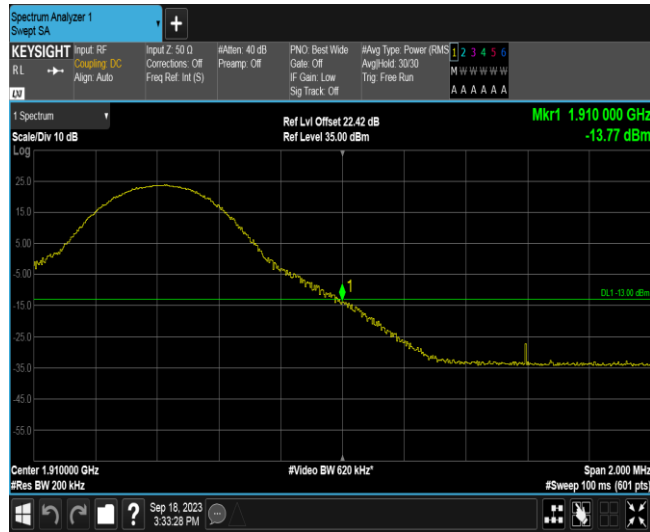 Spectrum Analyzer 1
Swept SA
+
KEYSIGHT Input: RF Input Z: 50 Ω #Atten: 40 dB PNO: Best Wide #Avg Type: Power (RMS 1 2 3 4 5 6
RL Coupling: DC Corrections: Off Preamp: Off Gate: Off Avg|Hold: 30/30 M W W W W W
Align: Auto Freq Ref: Int (S) IF Gain: Low Trig: Free Run
LXI Sig Track: Off A A A A A A
1 Spectrum Ref Lvl Offset 22.42 dB Mkr1 1.910 000 GHz
Scale/Div 10 dB Ref Level 35.00 dBm -13.77 dBm
Log
25.0
15.0
5.00
-5.00
1
DL1 -13.00 dBm
-15.0
-25.0
-35.0
-45.0
-55.0
Center 1.910000 GHz #Video BW 620 kHz* Span 2.000 MHz
#Res BW 200 kHz #Sweep 100 ms (601 pts)
? Sep 18, 2023
3:33:28 PM